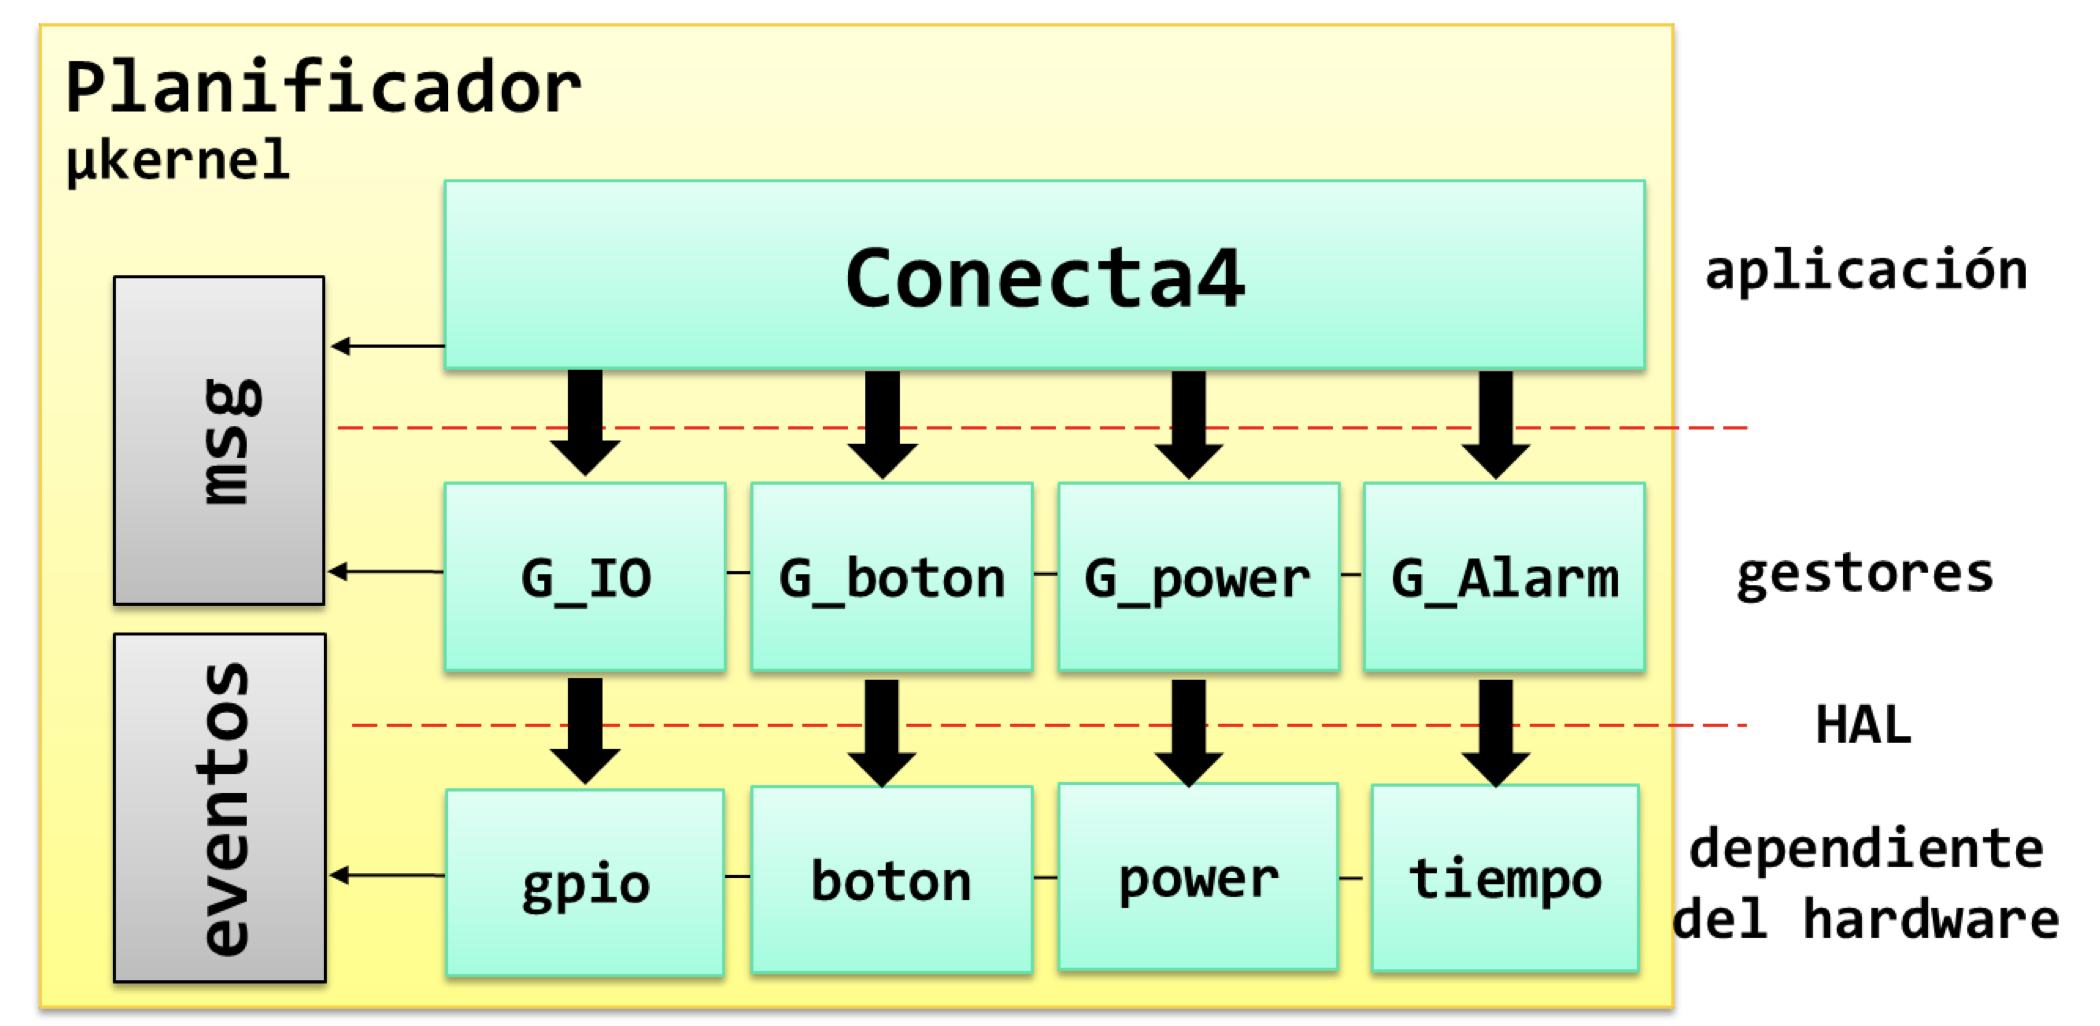 Planificador
μkernel
Conecta4
aplicación
msg
G_IO
G_boton
G_power
G_Alarm
gestores
HAL
eventos
gpio
boton
power
tiempo
dependiente
del hardware